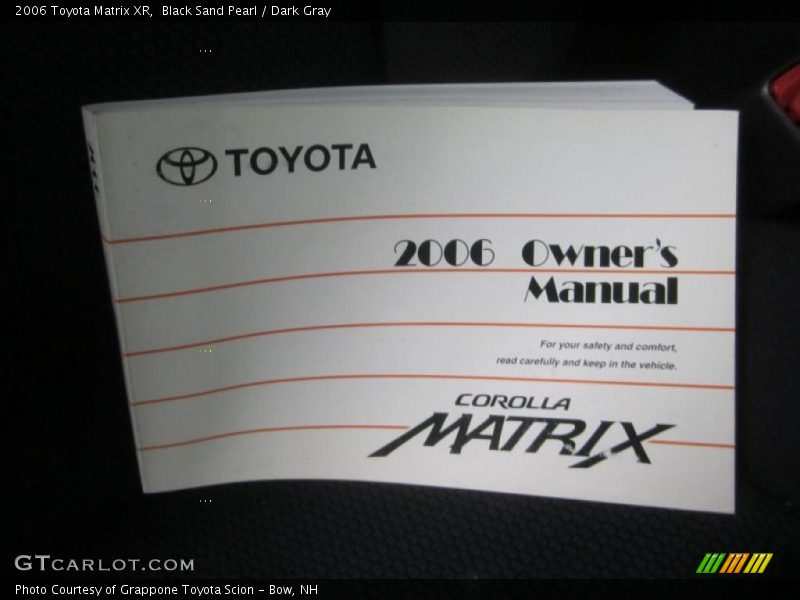 2006 Toyota Matrix XR,  Black Sand Pearl / Dark Gray
TOYOTA
2006 Owner's
Manual
For your safety and comfort,
read carefully and keep in the vehicle.
COROLLA
MATRIX
GTCARLOT.COM
Photo Courtesy of Grappone Toyota Scion - Bow, NH